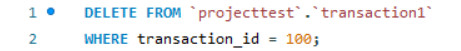 1 DELETE FROM `projecttest`.`transaction1`
2 WHERE transaction_id = 100;